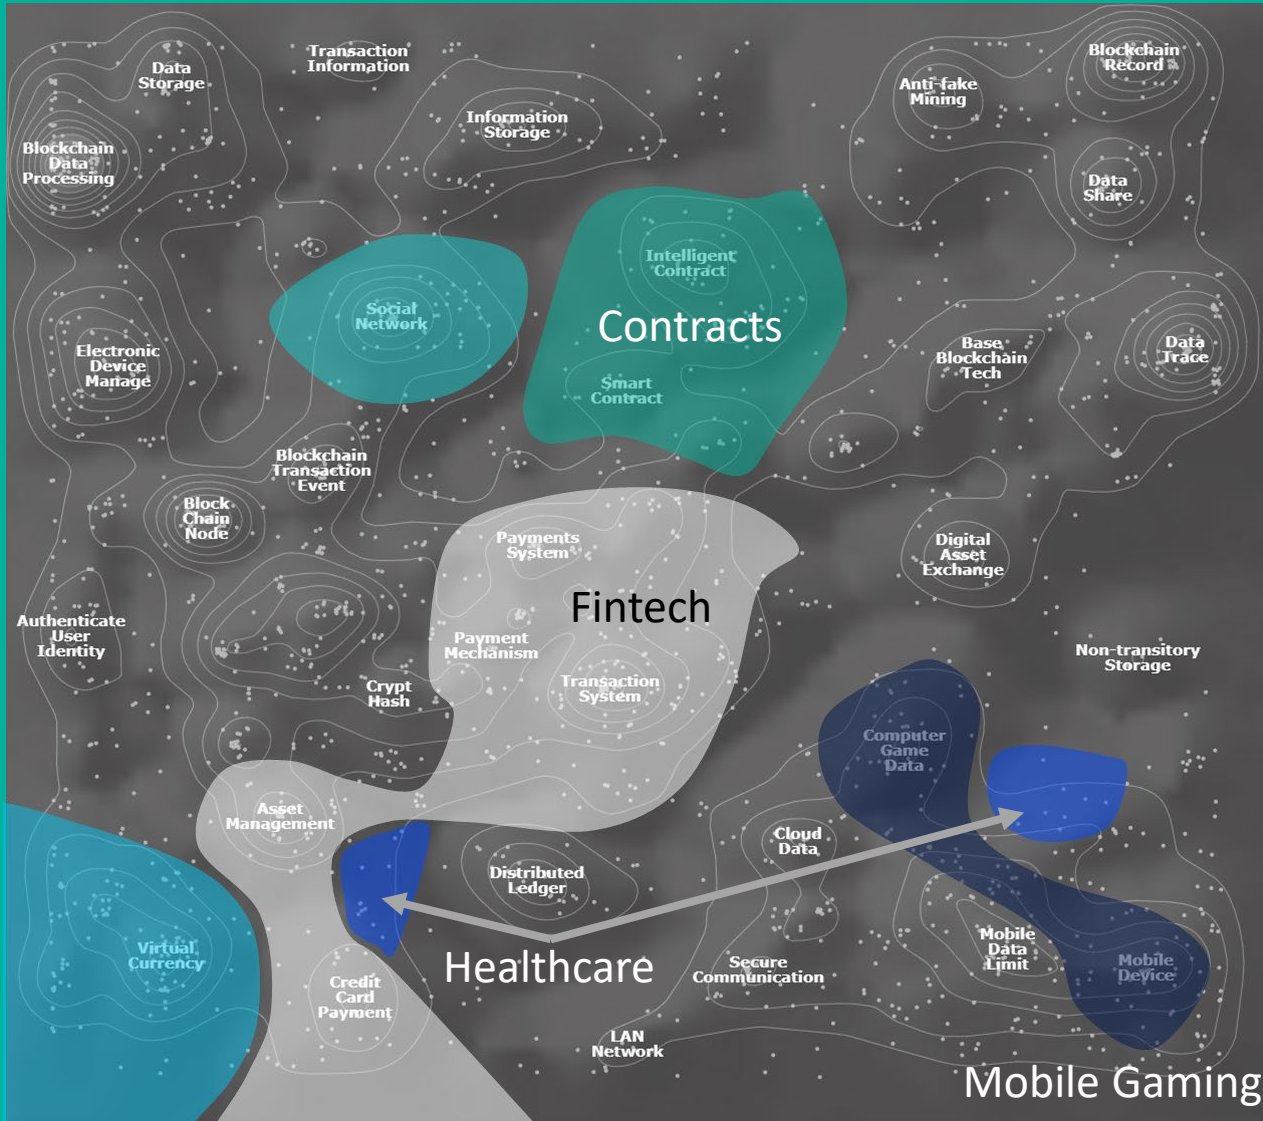 Transaction
Information
Blockchain
Record
Data
Storage
Anti-fake
Mining
Information
Storage
Blockchain
Data
Processing
Data
Share
Intelligent
Contract
Social
Network
Contracts
Electronic
Device
Manage
Base
Blockchain
Tech
Data
Trace
Smart
Contract
Blockchain
Transaction
Event
Block
Chain
Node
Payments
System
Digital
Asset
Exchange
Fintech
Authenticate
User
Identity
Payment
Mechanism
Non-transitory
Storage
Crypt
Hash
Transaction
System
Computer
Game
Data
Asset
Management
Cloud
Data
Distributed
Ledger
Virtual
Currency
Healthcare
Secure
Communication
Mobile
Data
Limit
Mobile
Device
Credit
Card
Payment
LAN
Network
Mobile Gaming